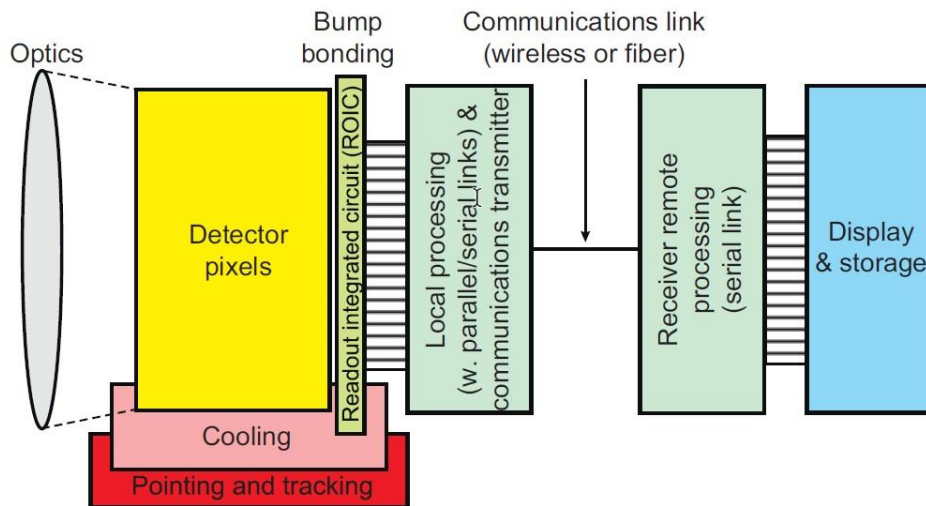 Optics
Bump
bonding
Communications link
(wireless or fiber)
Detector
pixels
Readout integrated circuit (ROIC)
Local processing
(w. parallel/serial links) &
communications transmitter
Receiver remote
processing
(serial link)
Display
& storage
Cooling
Pointing and tracking